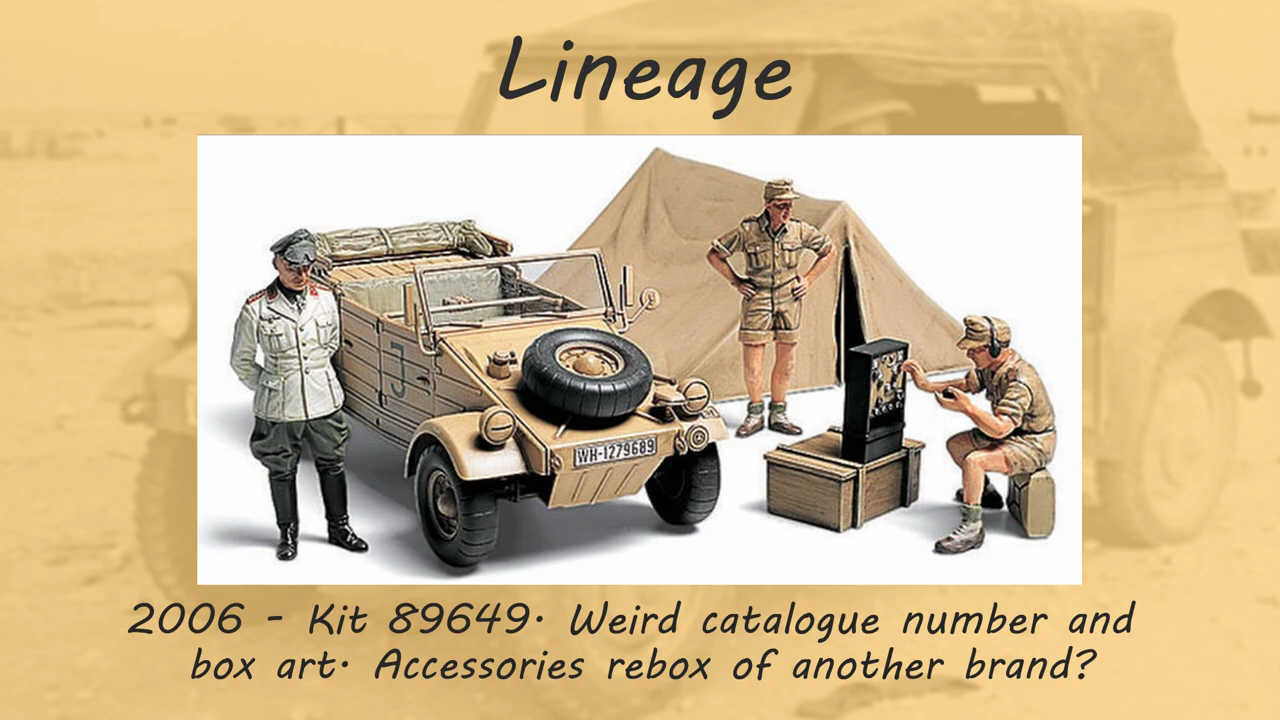 Lineage
J
WH-1279689
2006 - Kit 89649. Weird catalogue number and
box art. Accessories rebox of another brand?